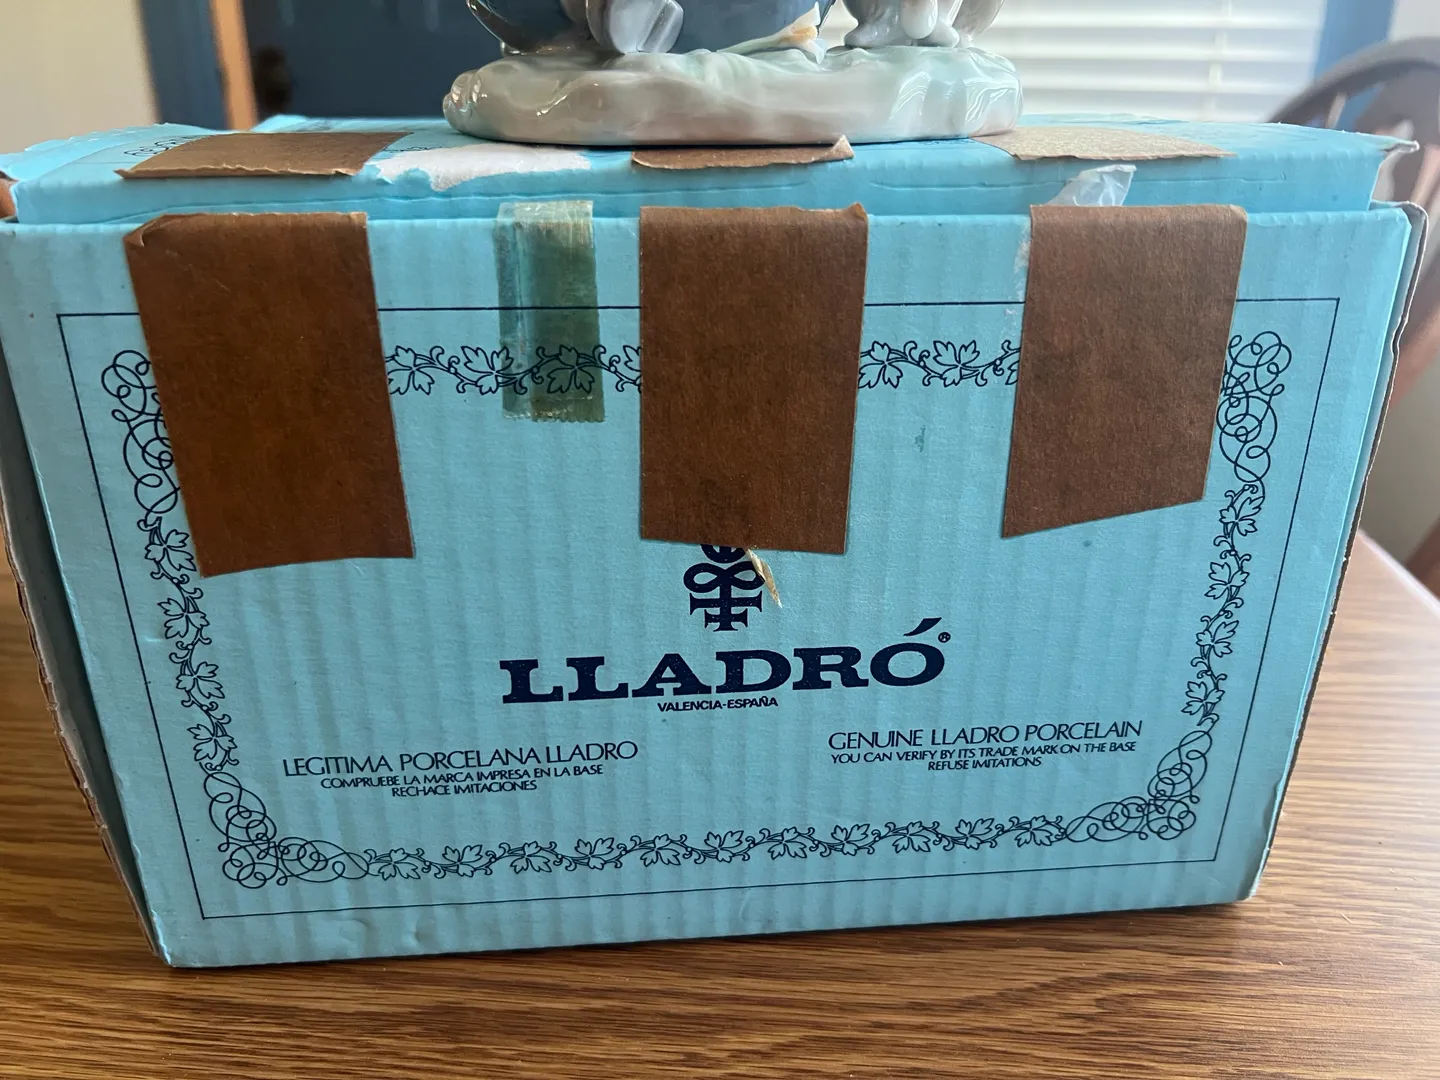 LLADRÓ®
VALENCIA-ESPAÑA
LEGITIMA PORCELANA LLADRO
COMPRUEBE LA MARCA IMPRESA EN LA BASE
RECHACE IMITACIONES
GENUINE LLADRO PORCELAIN
YOU CAN VERIFY BY ITS TRADE MARK ON THE BASE
REFUSE IMITATIONS